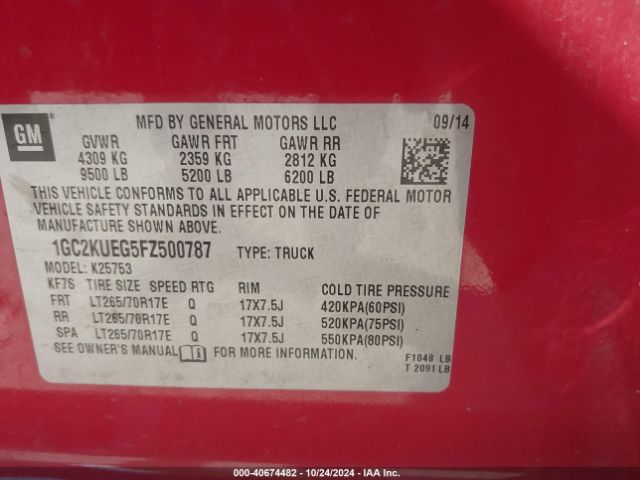 GM
MFD BY GENERAL MOTORS LLC 09/14
GVWR GAWR FRT GAWR RR
4309 KG 2359 KG 2812 KG
9500 LB 5200 LB 6200 LB
THIS VEHICLE CONFORMS TO ALL APPLICABLE U.S. FEDERAL MOTOR
VEHICLE SAFETY STANDARDS IN EFFECT ON THE DATE OF
MANUFACTURE SHOWN ABOVE.
1GC2KUEG5FZ500787 TYPE: TRUCK
MODEL: K25753
KF7S TIRE SIZE SPEED RTG RIM COLD TIRE PRESSURE
FRT LT265/70R17E Q 17X7.5J 420KPA(60PSI)
RR LT265/70R17E Q 17X7.5J 520KPA(75PSI)
SPA LT265/70R17E Q 17X7.5J 550KPA(80PSI)
SEE OWNER'S MANUAL FOR MORE INFORMATION.
F1048 LB
T 2091 LB
000-40674482 - 10/24/2024 - IAA Inc.